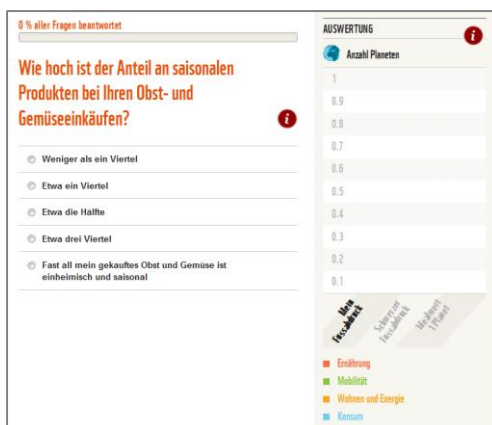 0 % aller Fragen beantwortet
Wie hoch ist der Anteil an saisonalen
Produkten bei Ihren Obst- und
Gemüseeinkäufen?
i
Weniger als ein Viertel
Etwa ein Viertel
Etwa die Hälfte
Etwa drei Viertel
Fast all mein gekauftes Obst und Gemüse ist
einheimisch und saisonal
AUSWERTUNG
i
Anzahl Planeten
1
0.9
0.8
0.7
0.6
0.5
0.4
0.3
0.2
0.1
Mein
Fussabdruck
Schweizer
Fussabdruck
Idealwert
1 Planet
Ernährung
Mobilität
Wohnen und Energie
Konsum